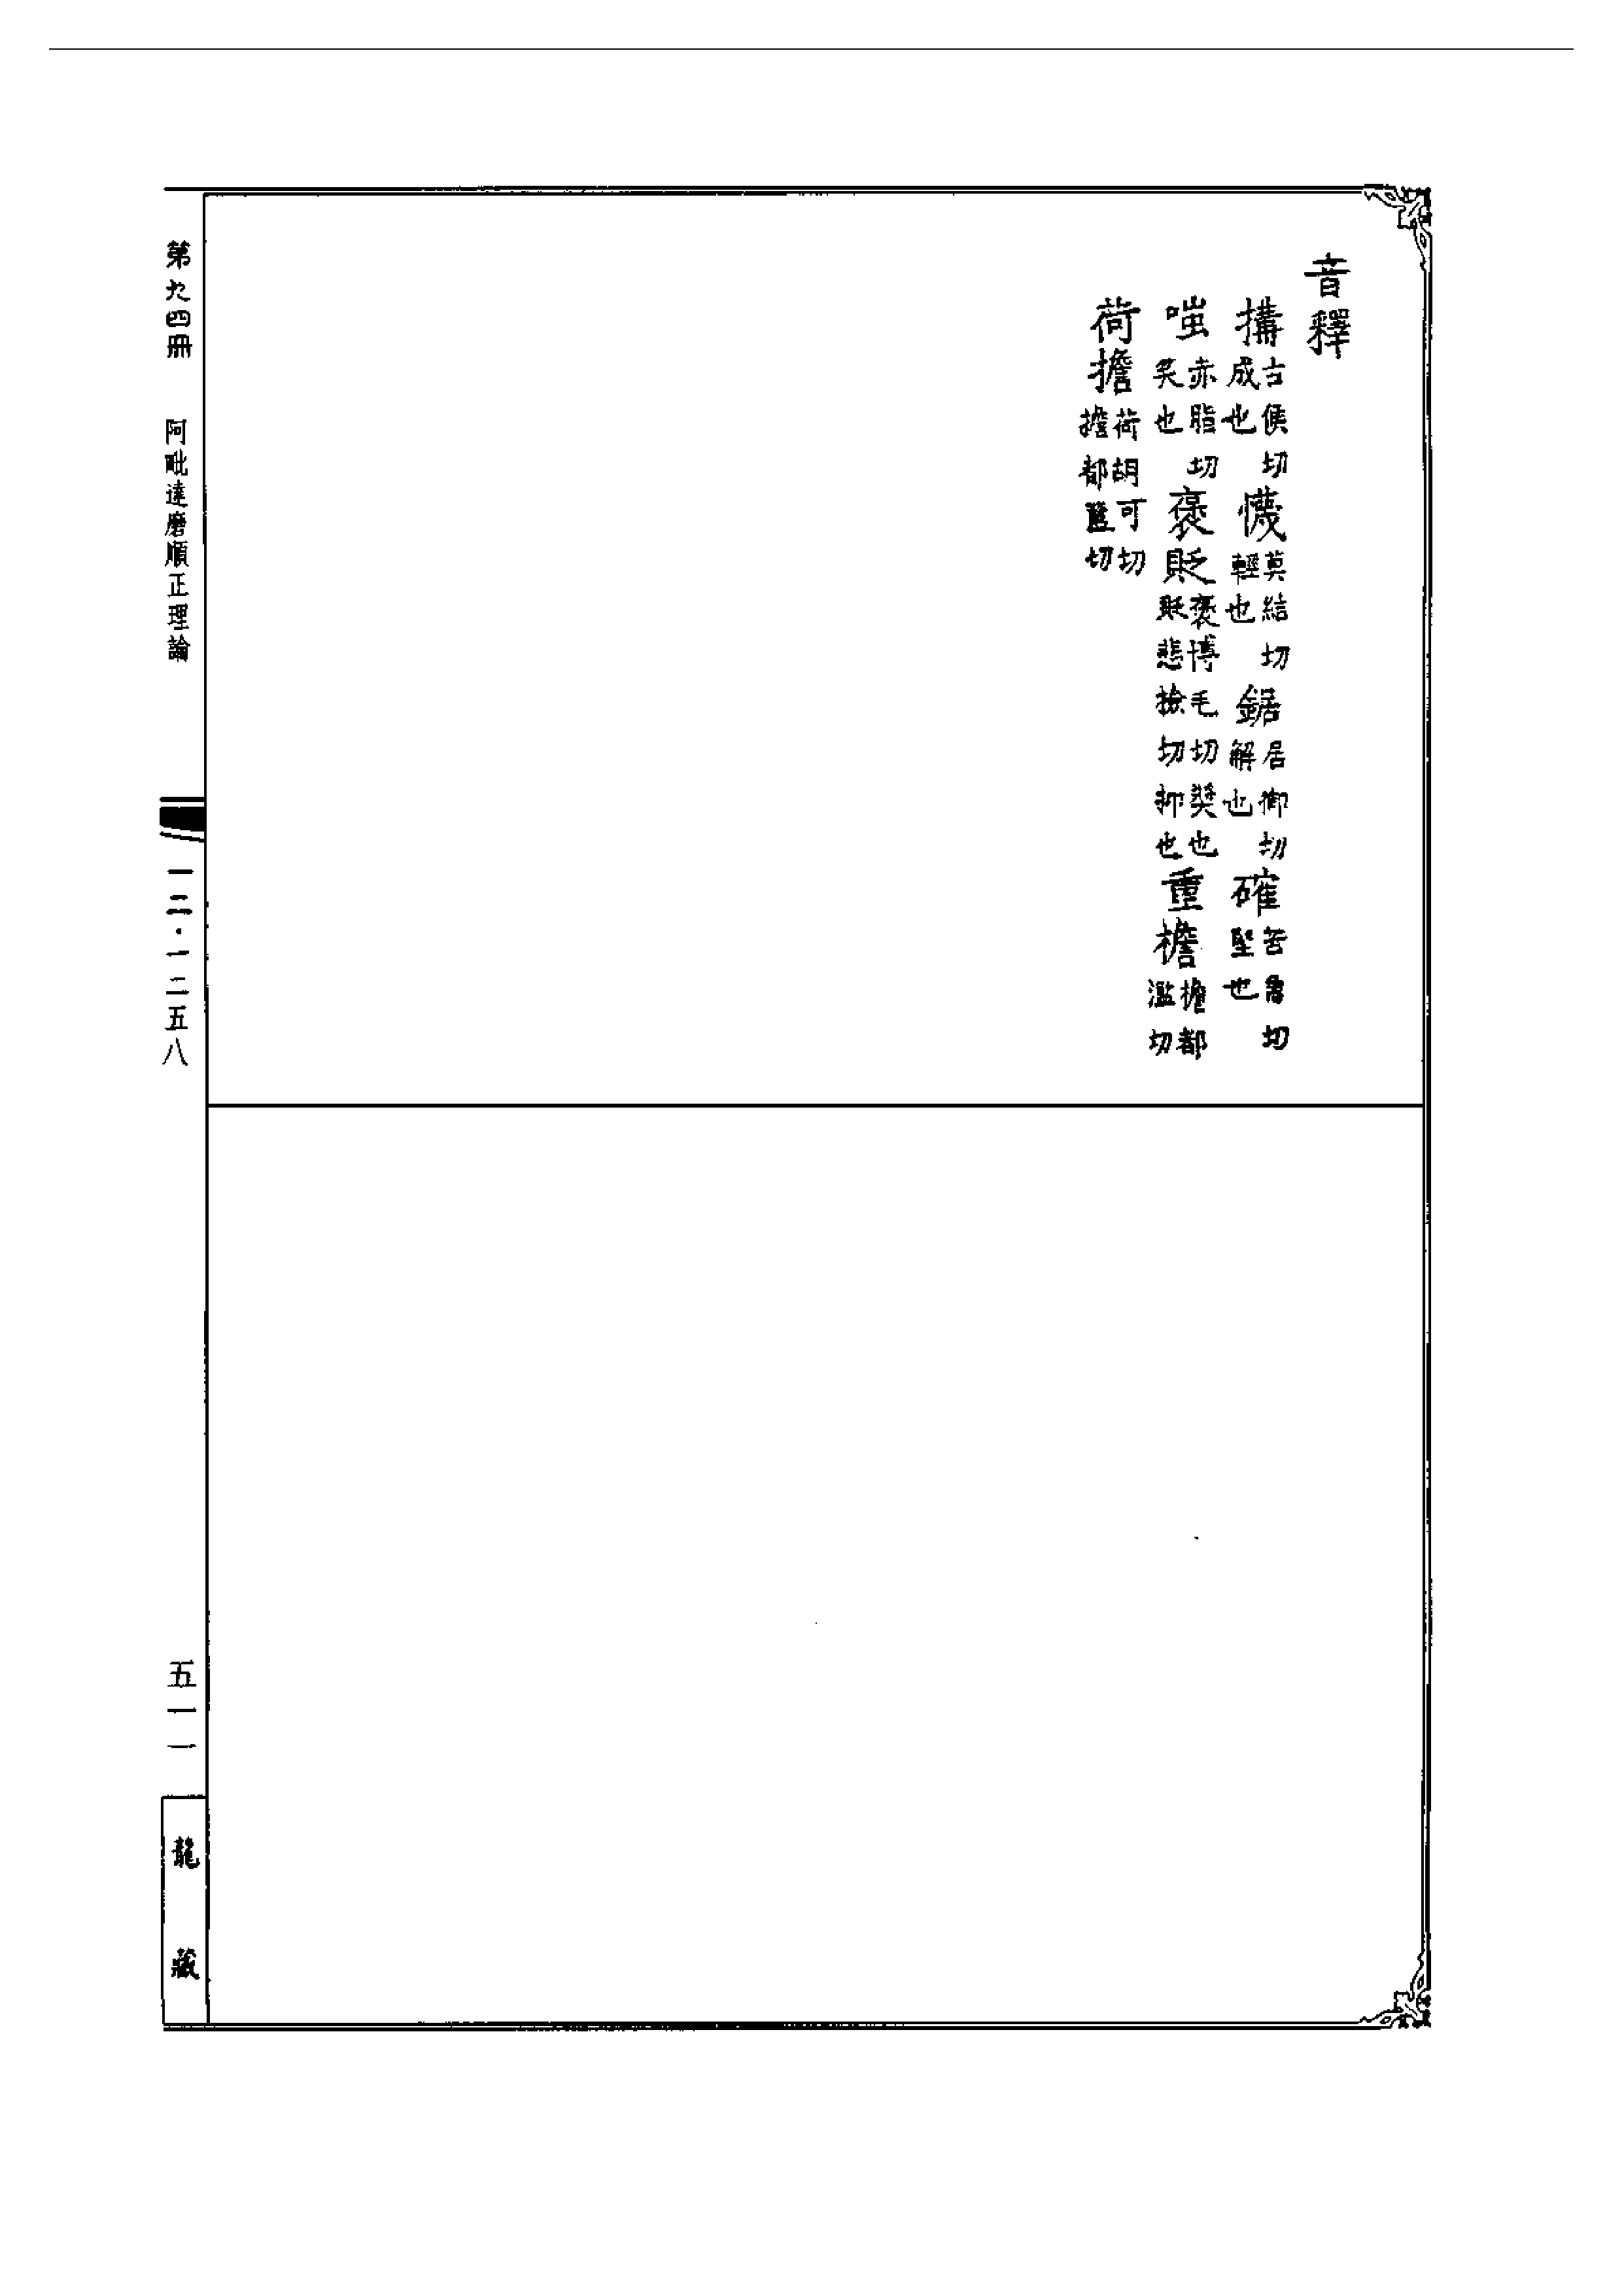 音釋
搆古候切成也 懱莫結切輕也 鋸居御切解也 確苦角切堅也
嗤赤脂切笑也 褒貶褒博毛切奬也貶悲檢切抑也 重擔擔都濫切
荷擔荷胡可切擔都濫切
第九四冊 阿毗達磨順正理論 一二·一二五八 五一一 龍藏